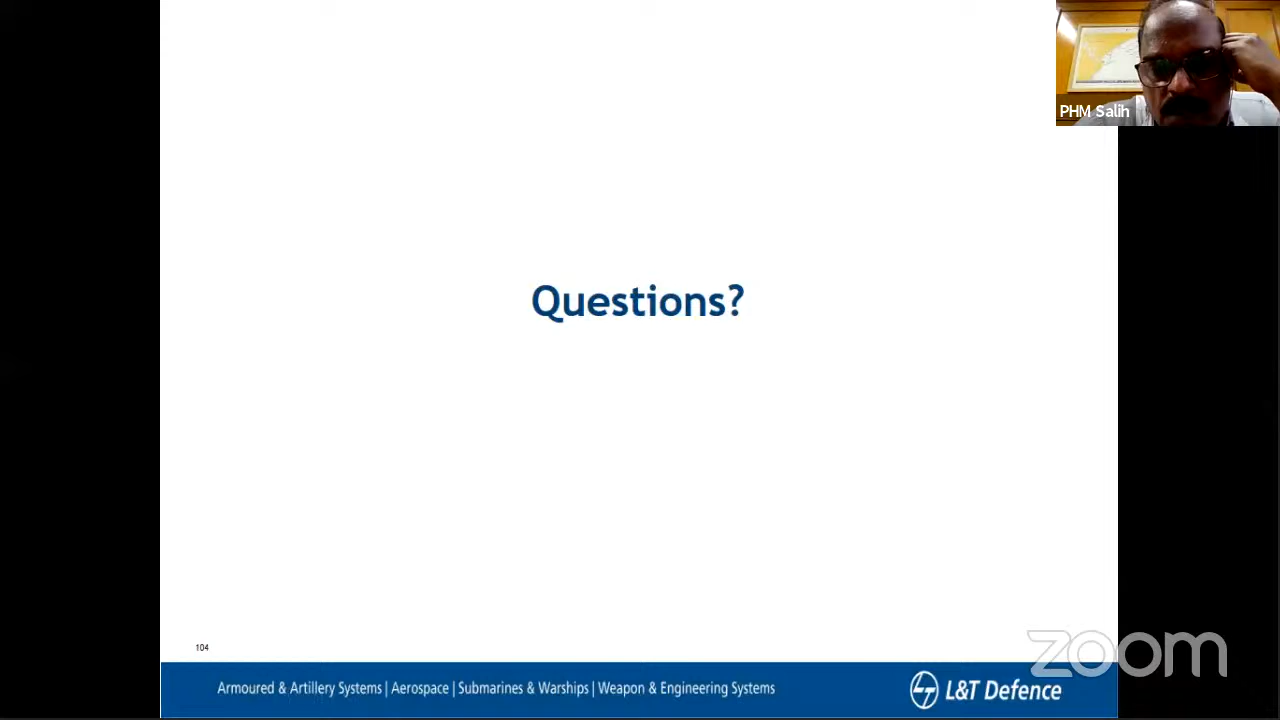 PHM Salih
Questions?
104
zoom
Armoured & Artillery Systems | Aerospace | Submarines & Warships | Weapon & Engineering Systems
L&T Defence